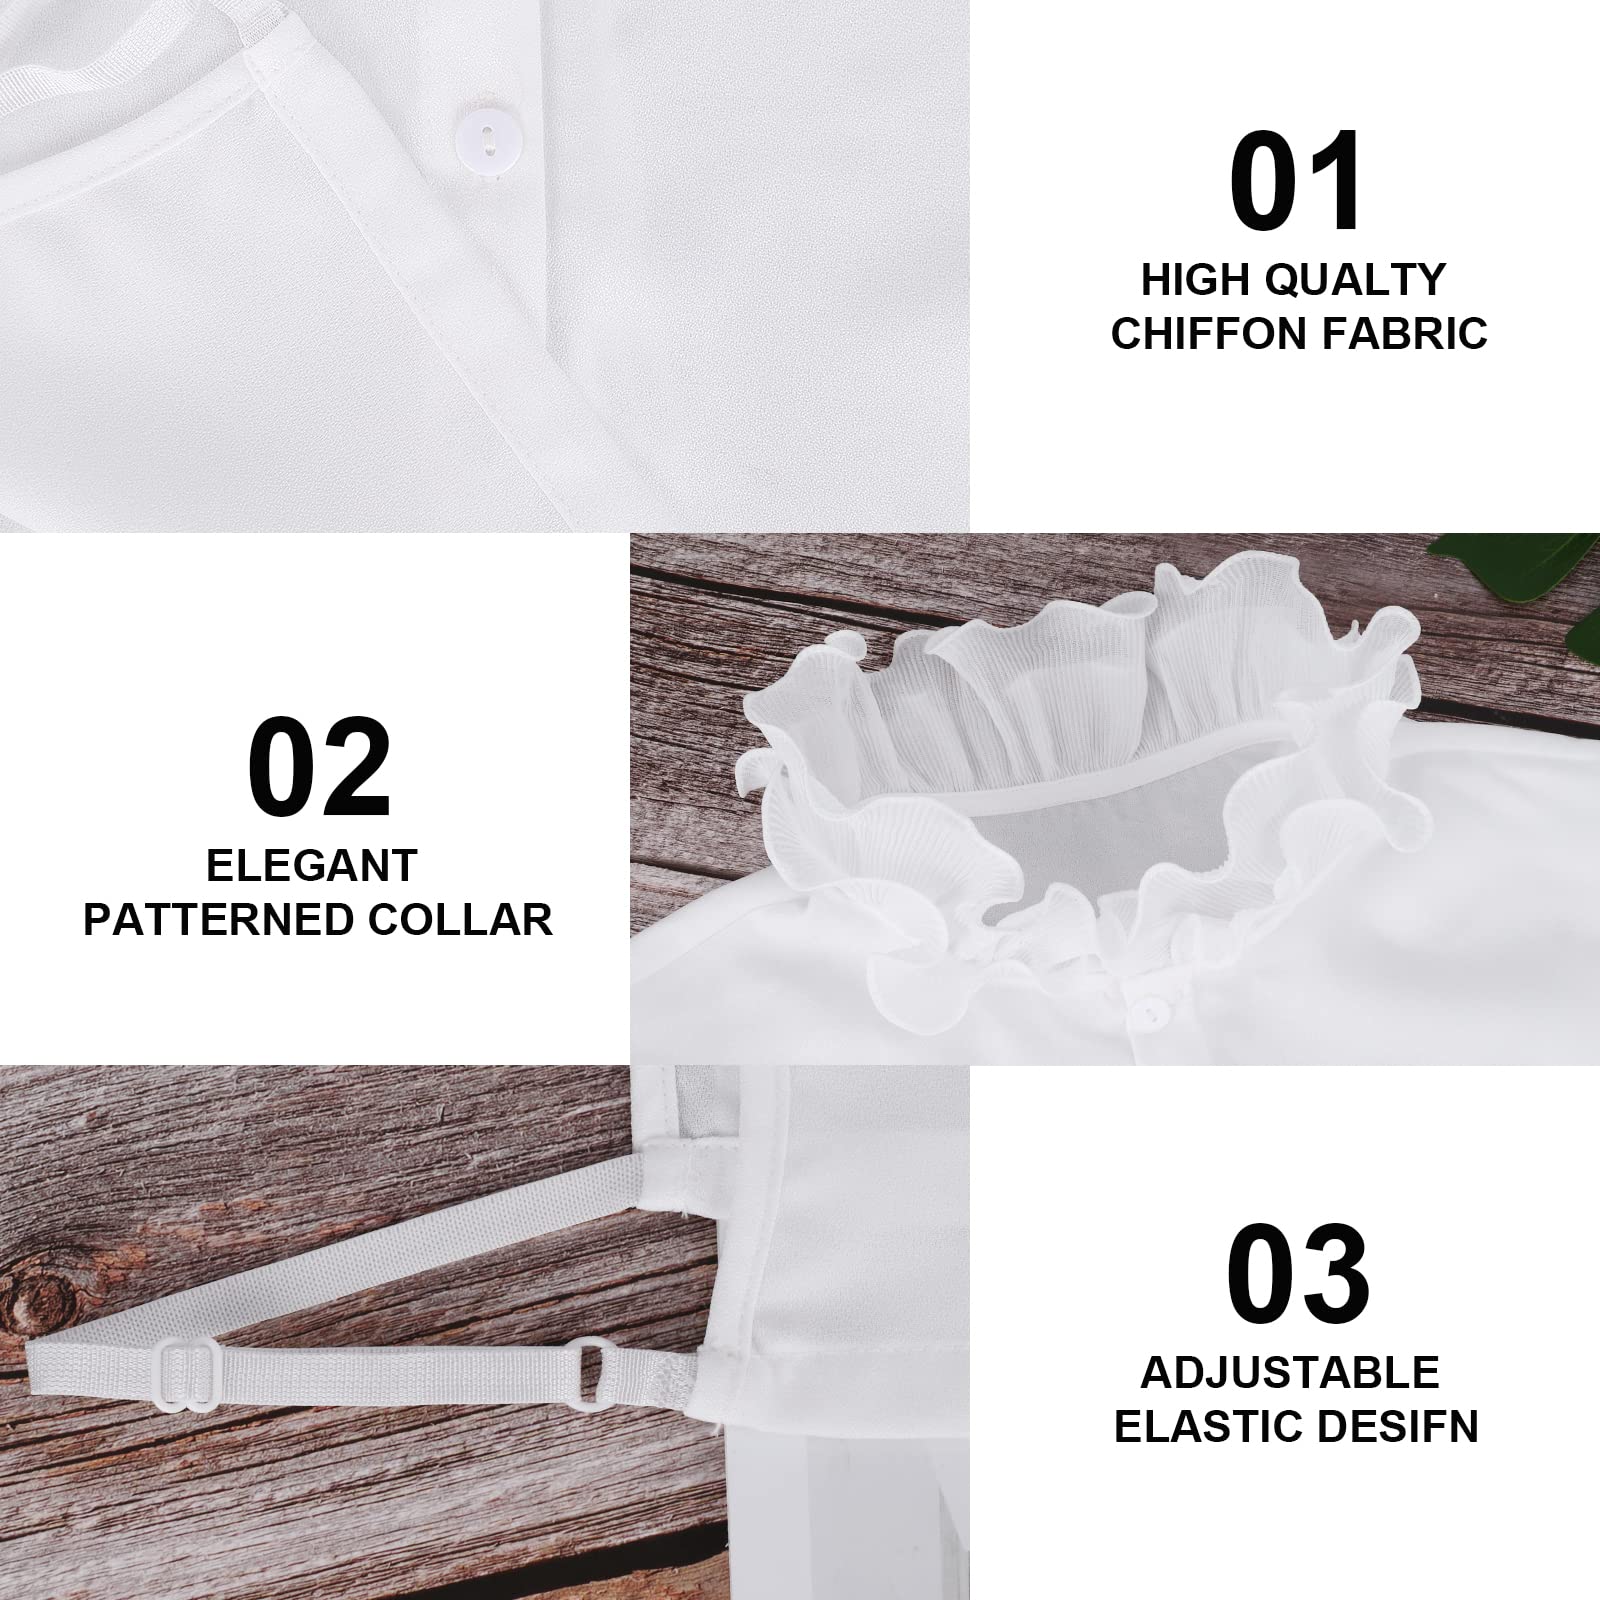 01
HIGH QUALTY
CHIFFON FABRIC
02
ELEGANT
PATTERNED COLLAR
03
ADJUSTABLE
ELASTIC DESIFN